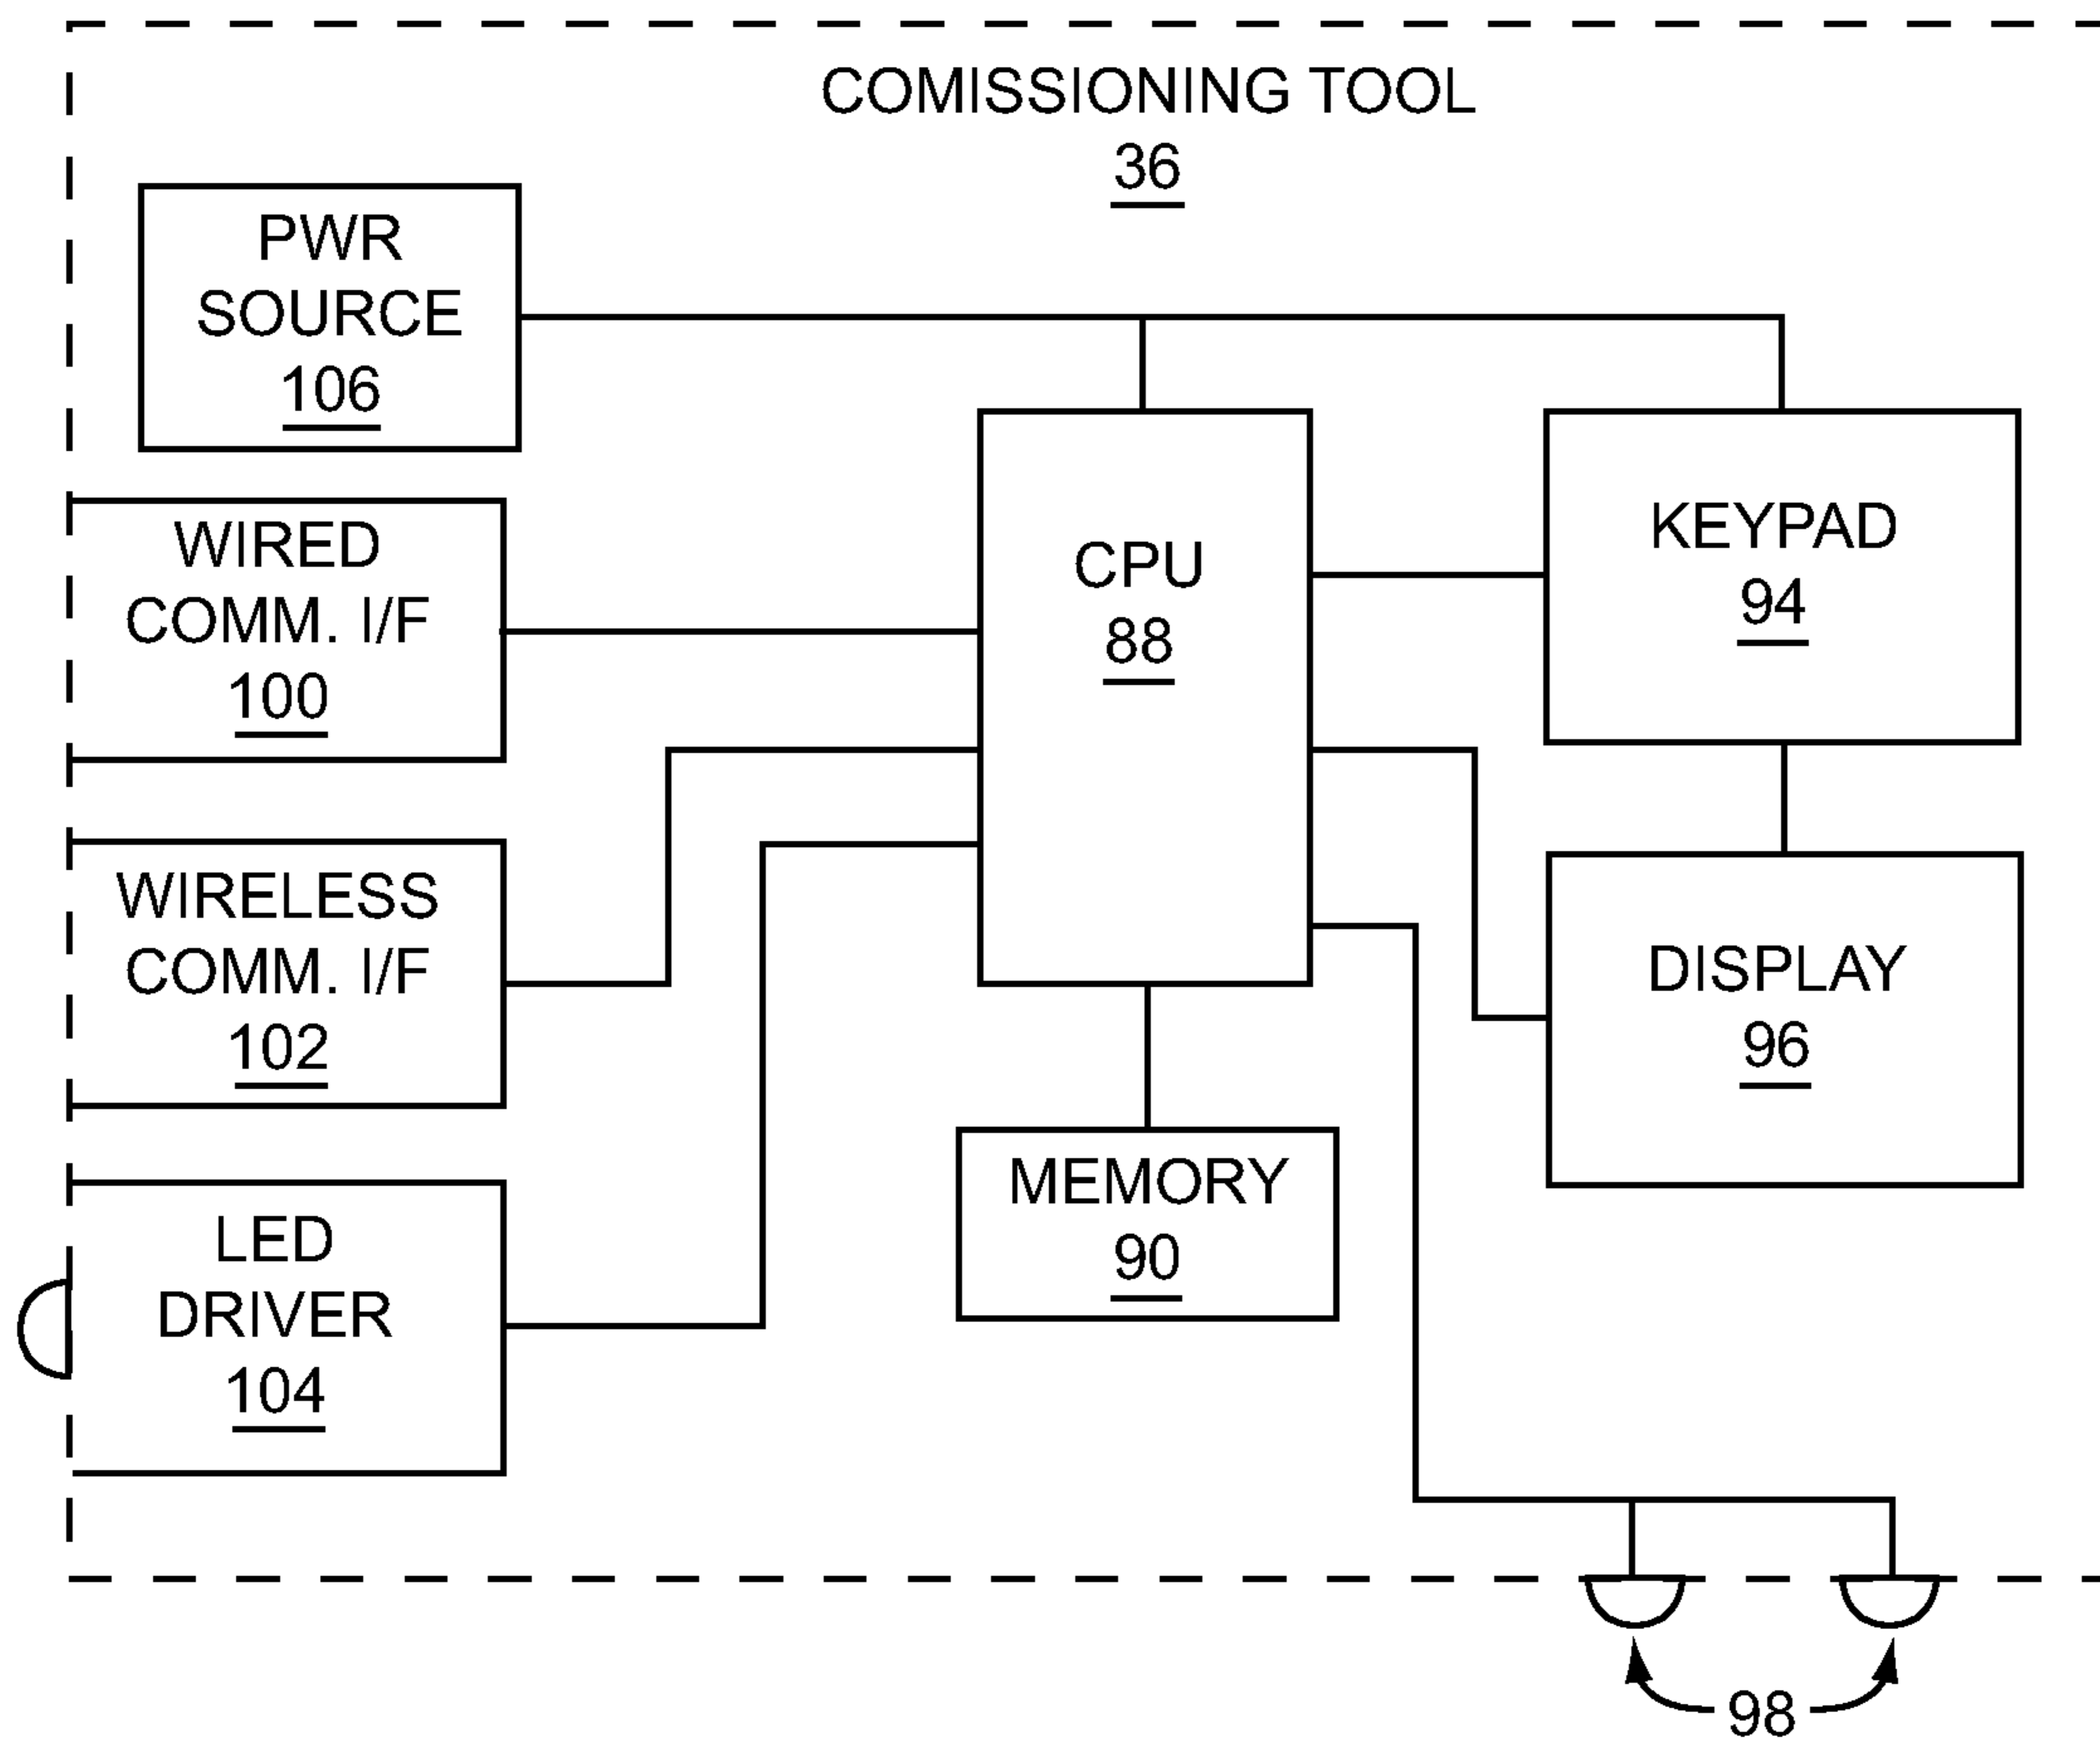 COMISSIONING TOOL
36
PWR
SOURCE
106
WIRED
COMM. I/F
100
WIRELESS
COMM. I/F
102
LED
DRIVER
104
CPU
88
MEMORY
90
KEYPAD
94
DISPLAY
96
98